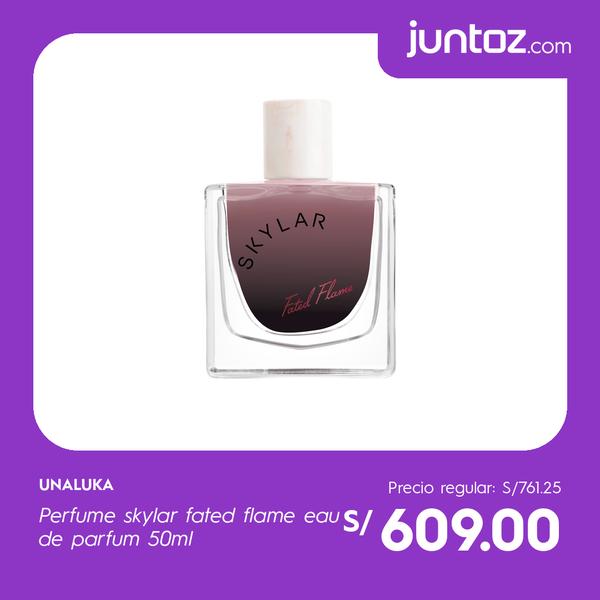 juntoz.com
SKYLAR
Fated Flame
UNALUKA
Perfume skylar fated flame eau
de parfum 50ml
Precio regular: S/761.25
S/ 609.00